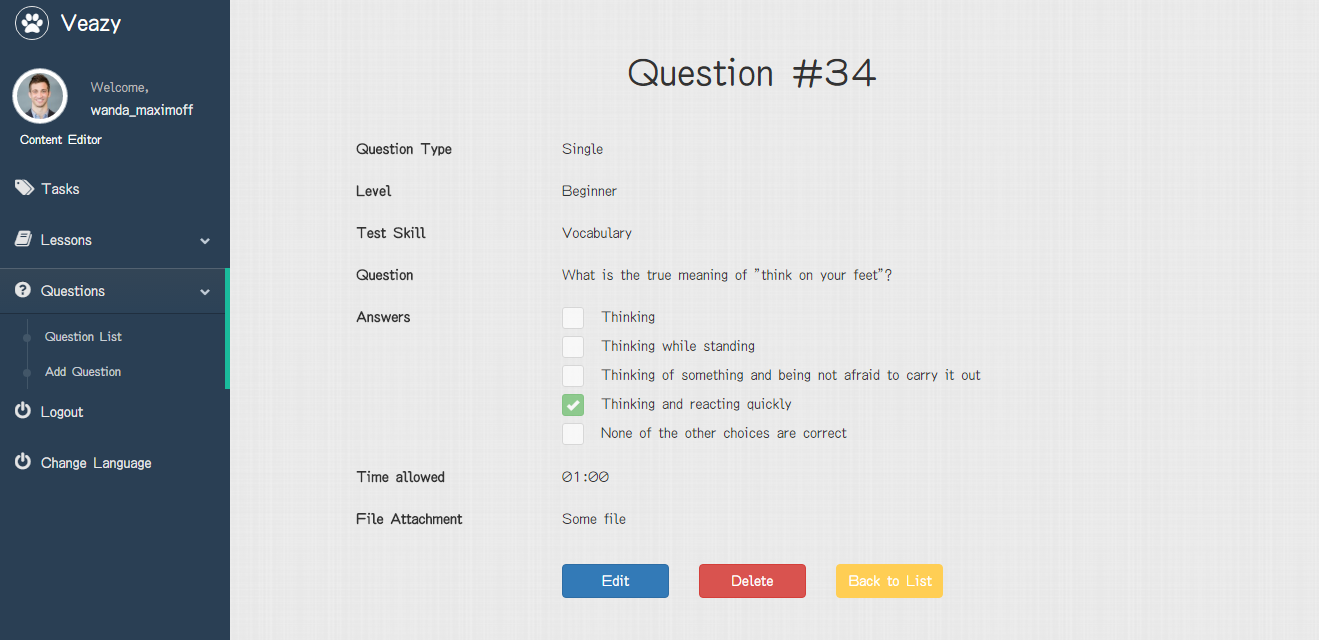 Veazy
Welcome,
wanda_maximoff
Content Editor
Tasks
Lessons
Questions
Question List
Add Question
Logout
Change Language
Question #34
Question Type Single
Level Beginner
Test Skill Vocabulary
Question What is the true meaning of "think on your feet"?
Answers Thinking
Thinking while standing
Thinking of something and being not afraid to carry it out
Thinking and reacting quickly
None of the other choices are correct
Time allowed 01:00
File Attachment Some file
Edit Delete Back to List